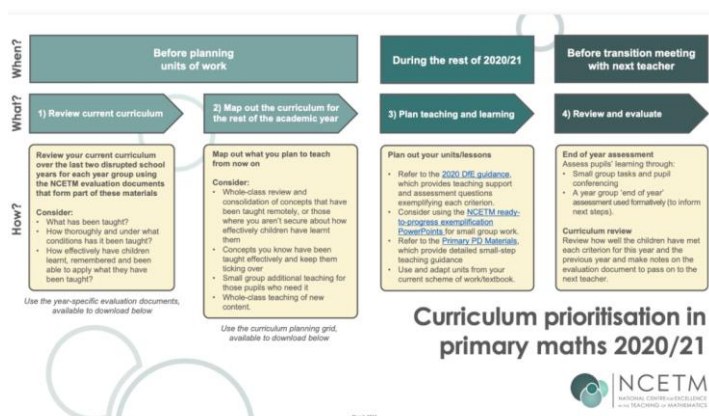 When?
Before planning
units of work
During the rest of 2020/21
Before transition meeting
with next teacher
What?
1) Review current curriculum
2) Map out the curriculum for
the rest of the academic year
3) Plan teaching and learning
4) Review and evaluate
How?
Review your current curriculum
over the last two disrupted school
years for each year group using
the NCETM evaluation documents
that form part of these materials
Consider:
• What has been taught?
• How thoroughly and under what
conditions has it been taught?
• How effectively have children
learnt, remembered and been
able to apply what they have
been taught?
Use the year-specific evaluation documents,
available to download below
Map out what you plan to teach
from now on
Consider:
• Whole-class review and
consolidation of concepts that have
been taught remotely, or those
where you aren't secure about how
effectively children have learnt
them
• Concepts you know have been
taught effectively and keep them
ticking over
• Small group additional teaching for
those pupils who need it
• Whole-class teaching of new
content.
Use the curriculum planning grid,
available to download below
Plan out your units/lessons
• Refer to the 2020 DfE guidance,
which provides teaching support
and assessment questions
exemplifying each criterion.
• Consider using the NCETM ready-
to-progress exemplification
PowerPoints for small group work.
• Refer to the Primary PD Materials,
which provide detailed small-step
teaching guidance
• Use and adapt units from your
current scheme of work/textbook.
End of year assessment
Assess pupils' learning through:
• Small group tasks and pupil
conferencing
• A year group 'end of year'
assessment used formatively (to inform
next steps).
Curriculum review
Review how well the children have met
each criterion for this year and the
previous year and make notes on the
evaluation document to pass on to the
next teacher.
Curriculum prioritisation in
primary maths 2020/21
NCETM
NATIONAL CENTRE FOR EXCELLENCE
IN THE TEACHING OF MATHEMATICS